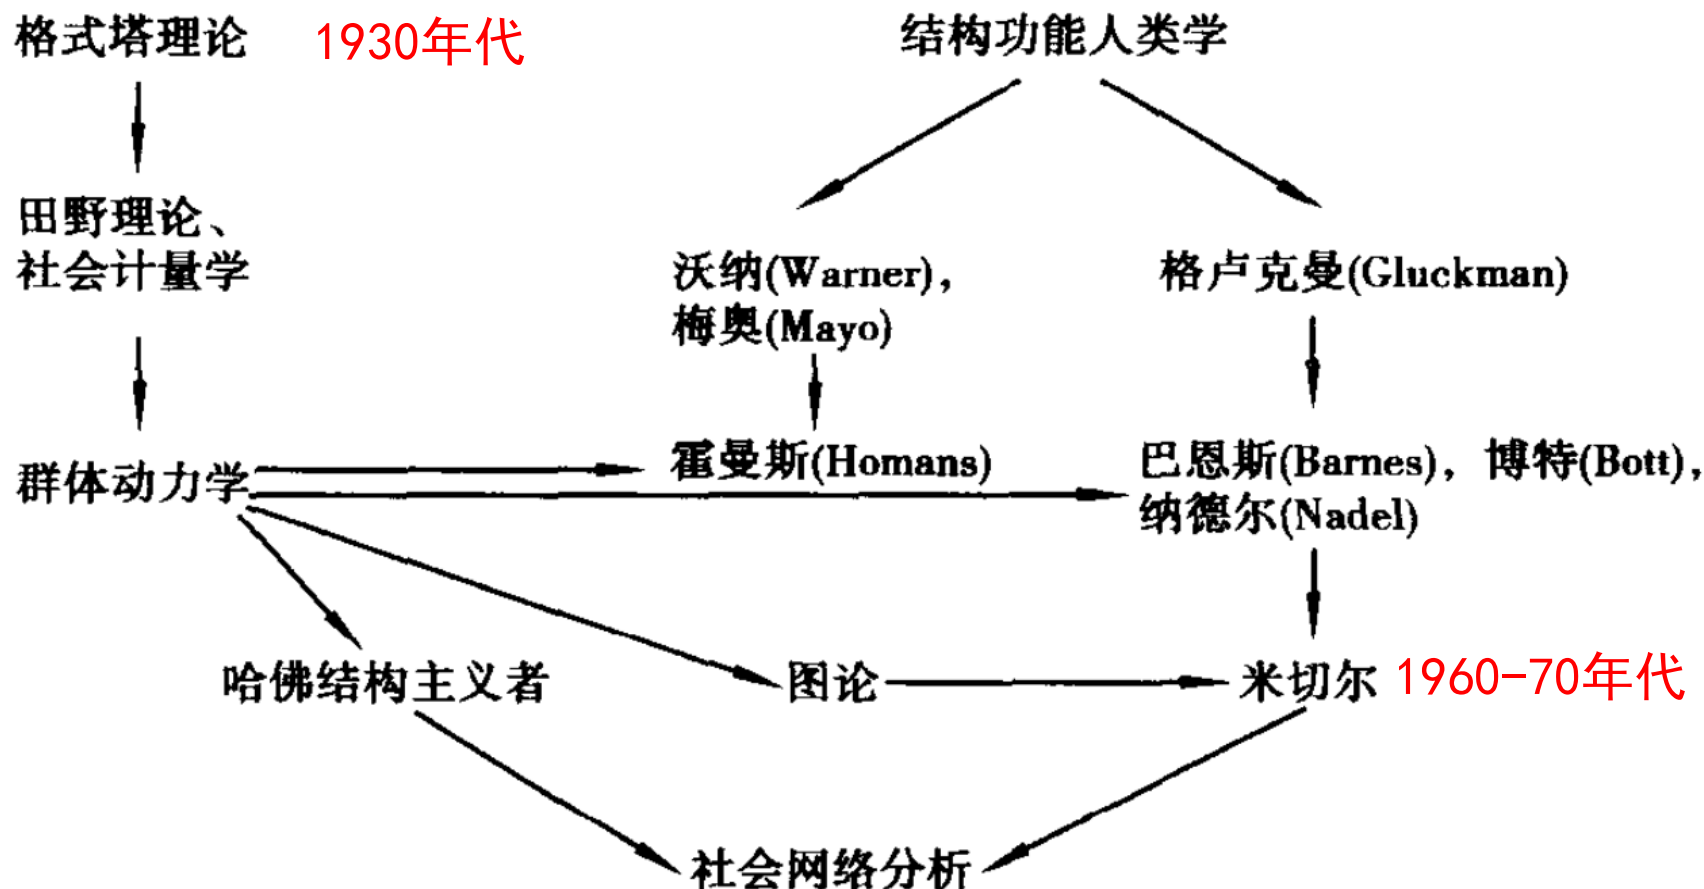 格式塔理论
1930年代
结构功能人类学
田野理论、
社会计量学
沃纳(Warner),
梅奥(Mayo)
格卢克曼(Gluckman)
群体动力学
霍曼斯(Homans)
巴恩斯(Barnes), 博特(Bott),
纳德尔(Nadel)
哈佛结构主义者
图论
米切尔
1960-70年代
社会网络分析